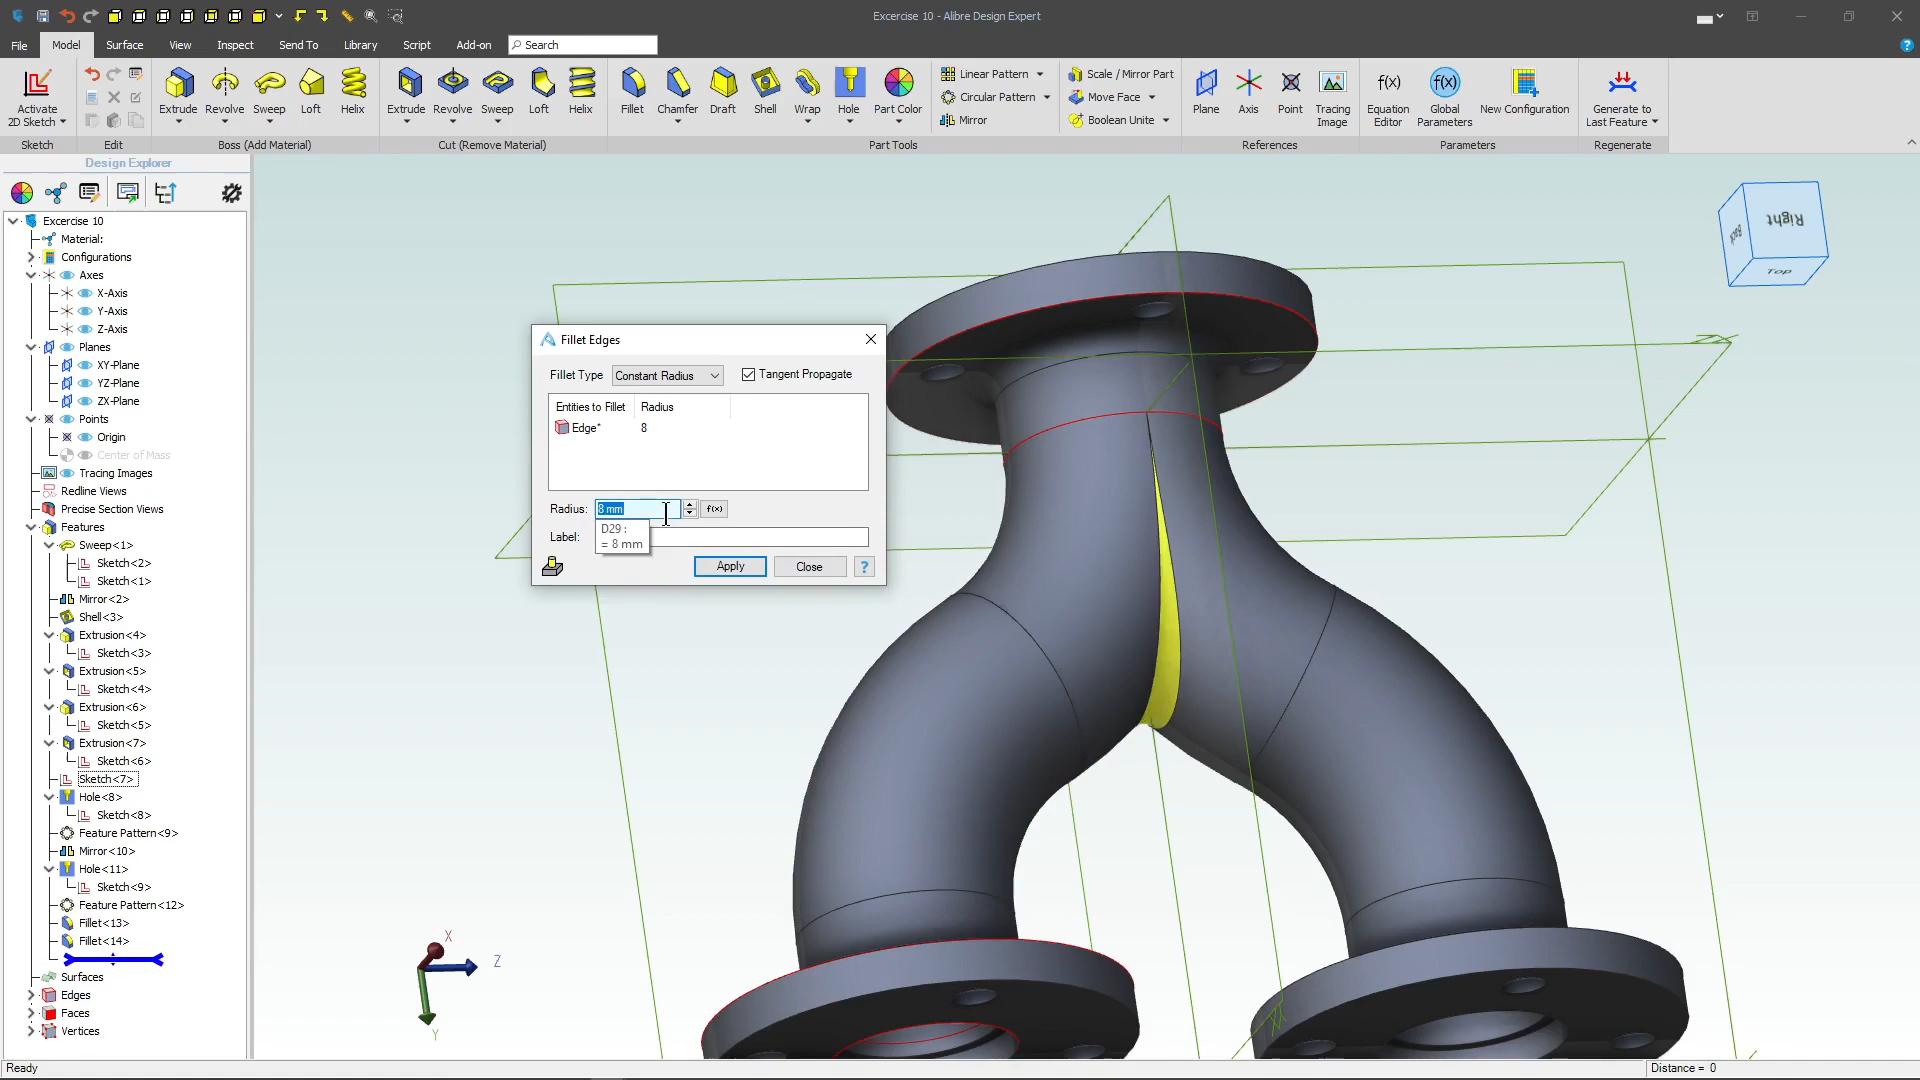 Excercise 10 - Alibre Design Expert
File Model Surface View Inspect Send To Library Script Add-on Search
Activate 2D Sketch
Extrude Revolve Sweep Loft Helix
Extrude Revolve Sweep Loft Helix
Fillet Chamfer Draft Shell Wrap Hole Part Color
Linear Pattern
Circular Pattern
Mirror
Scale / Mirror Part
Move Face
Boolean Unite
Plane Axis Point Tracing Image
f(x) Equation Editor
f(x) Global Parameters
New Configuration
Generate to Last Feature
Sketch Edit Boss (Add Material) Cut (Remove Material) Part Tools References Parameters Regenerate
Design Explorer
Excercise 10
Material:
Configurations
Axes
X-Axis
Y-Axis
Z-Axis
Planes
XY-Plane
YZ-Plane
ZX-Plane
Points
Origin
Center of Mass
Tracing Images
Redline Views
Precise Section Views
Features
Sweep<1>
Sketch<2>
Sketch<1>
Mirror<2>
Shell<3>
Extrusion<4>
Sketch<3>
Extrusion<5>
Sketch<4>
Extrusion<6>
Sketch<5>
Extrusion<7>
Sketch<6>
Sketch<7>
Hole<8>
Sketch<8>
Feature Pattern<9>
Mirror<10>
Hole<11>
Sketch<9>
Feature Pattern<12>
Fillet<13>
Fillet<14>
Surfaces
Edges
Faces
Vertices
Fillet Edges
Fillet Type Constant Radius Tangent Propagate
Entities to Fillet Radius
Edge* 8
Radius: 8 mm f(x)
D29 :
= 8 mm
Label:
Apply Close ?
Right
Back
Top
X
Z
Y
Ready
Distance = 0